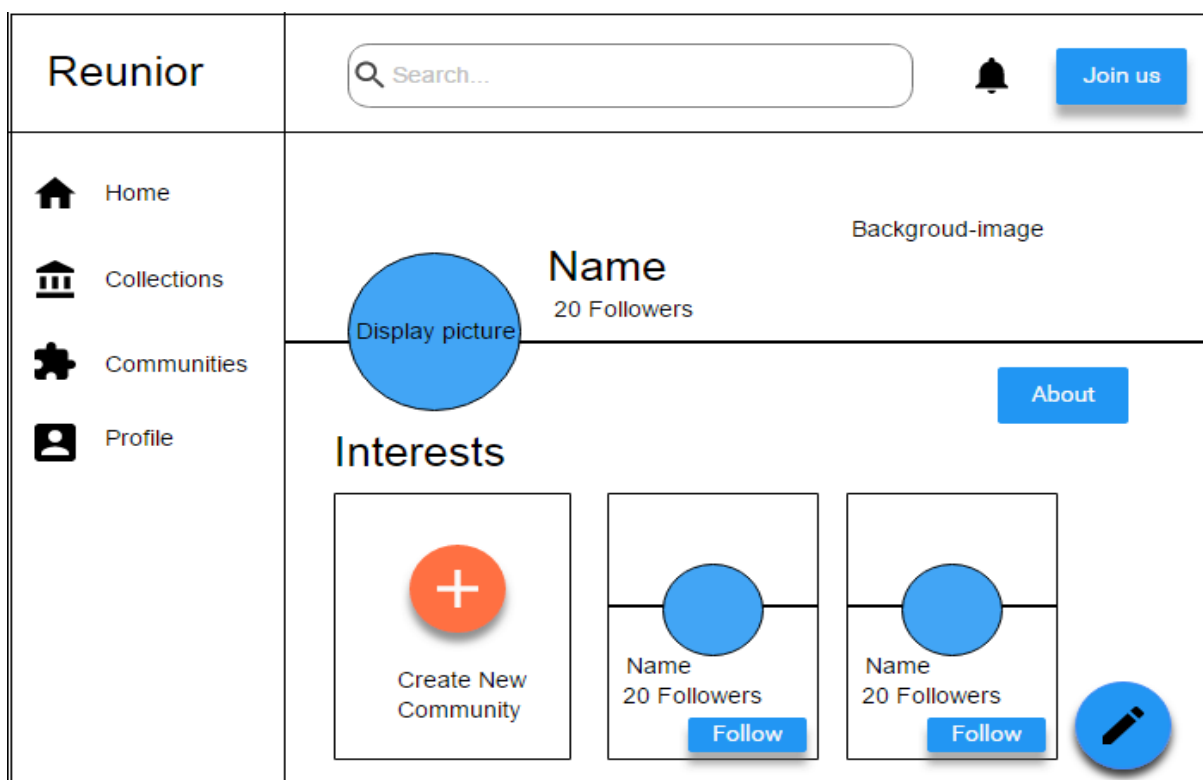 Reunior
Search...
Join us
Home
Collections
Communities
Profile
Backgroud-image
Name
20 Followers
Display picture
About
Interests
Create New
Community
Name
20 Followers
Follow
Name
20 Followers
Follow